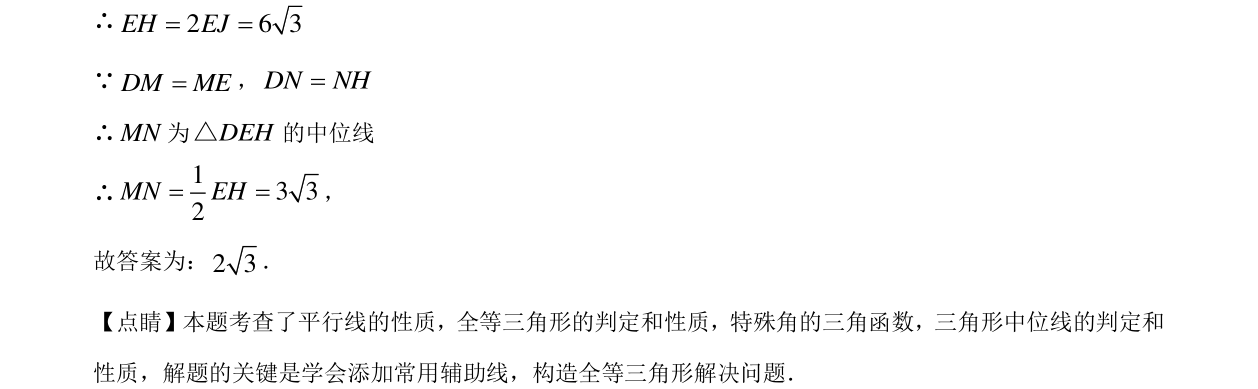 ∴ EH = 2EJ = 6√3
∵ DM = ME，DN = NH
∴ MN 为△DEH 的中位线
∴ MN = 1/2 EH = 3√3，
故答案为：2√3．
【点睛】本题考查了平行线的性质，全等三角形的判定和性质，特殊角的三角函数，三角形中位线的判定和
性质，解题的关键是学会添加常用辅助线，构造全等三角形解决问题．